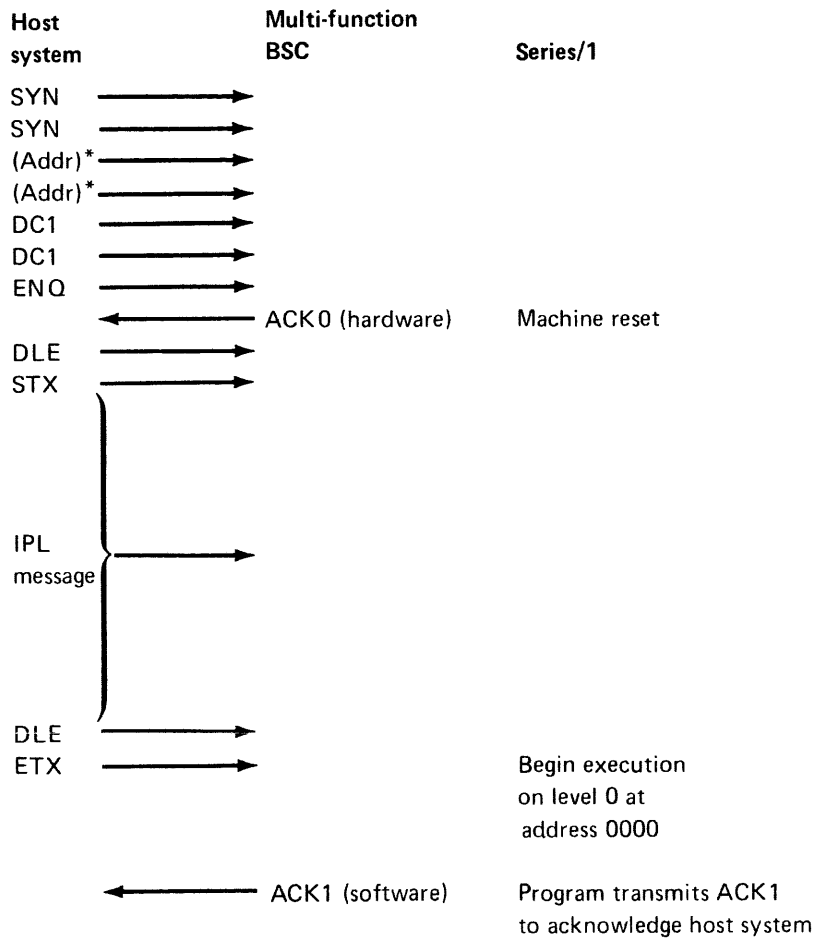 Host system
Multi-function BSC
Series/1
SYN
SYN
(Addr)*
(Addr)*
DC1
DC1
ENQ
ACK0 (hardware) Machine reset
DLE
STX
IPL
message
DLE
ETX
Begin execution
on level 0 at
address 0000
ACK1 (software) Program transmits ACK1
to acknowledge host system